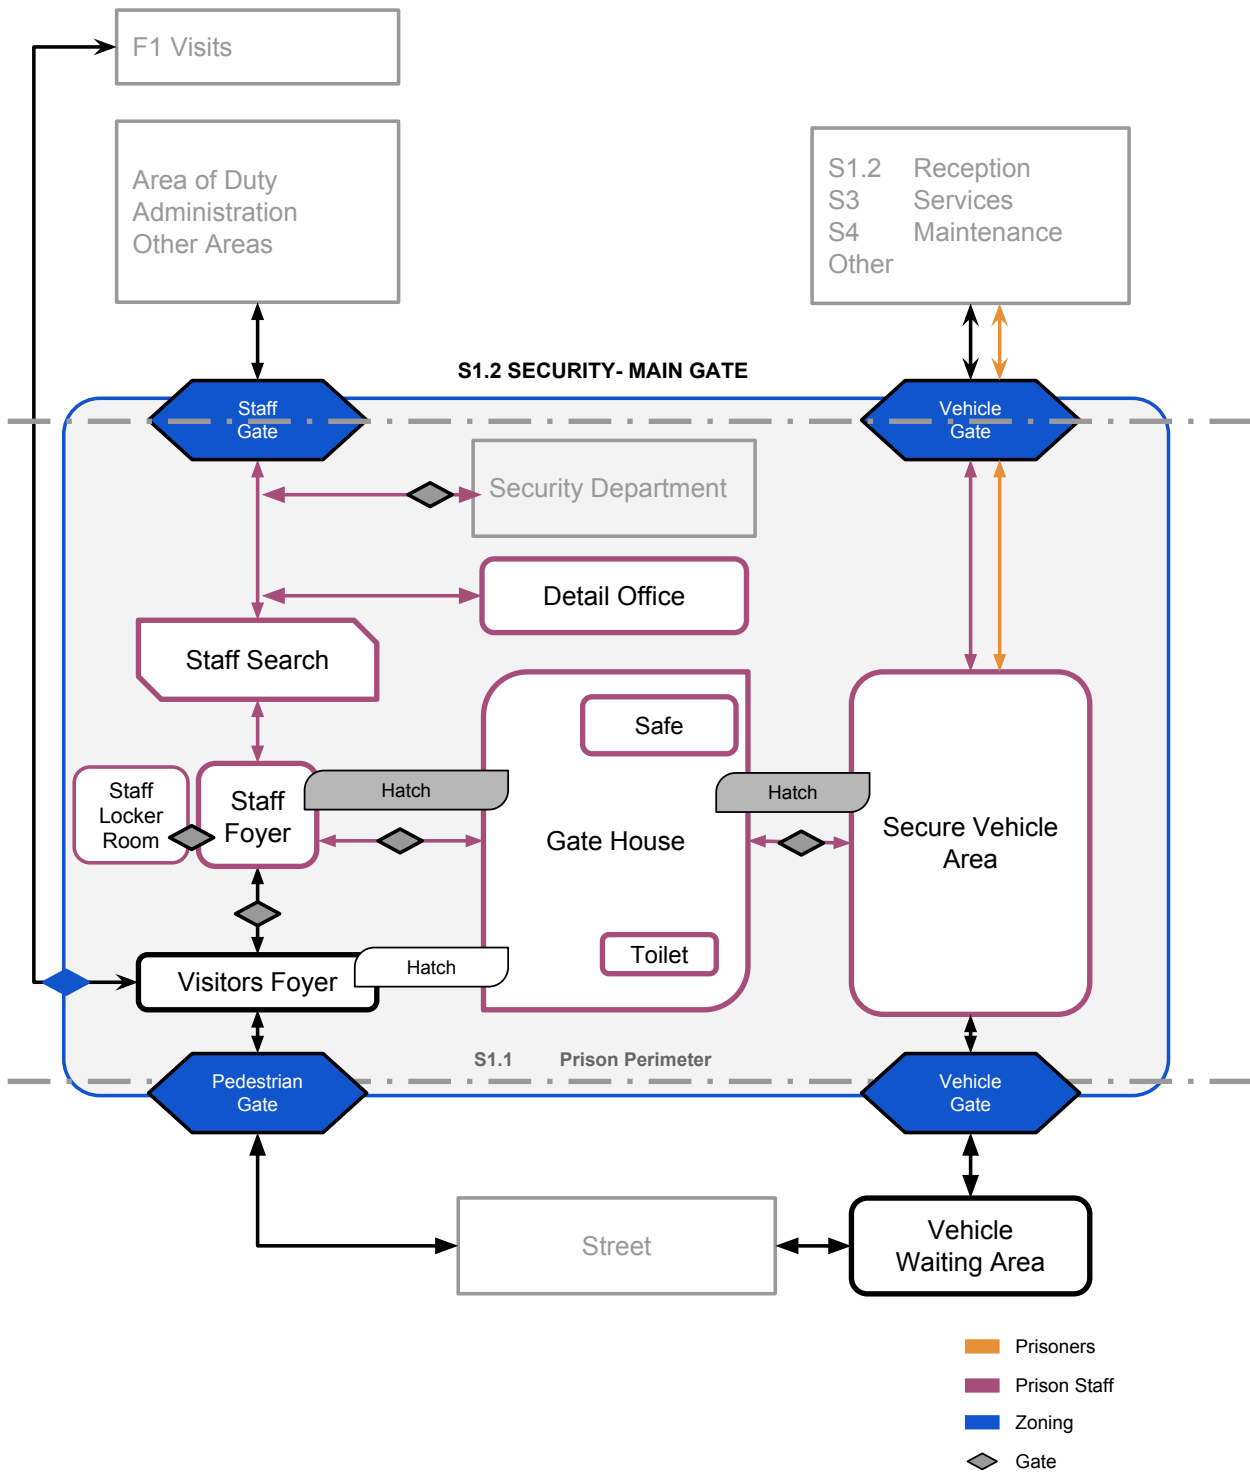 F1 Visits
Area of Duty
Administration
Other Areas
S1.2 Reception
S3 Services
S4 Maintenance
Other
S1.2 SECURITY- MAIN GATE
Staff
Gate
Vehicle
Gate
Security Department
Detail Office
Staff Search
Safe
Staff
Locker
Room
Staff
Foyer
Hatch
Hatch
Gate House
Secure Vehicle
Area
Toilet
Visitors Foyer
Hatch
S1.1 Prison Perimeter
Pedestrian
Gate
Vehicle
Gate
Street
Vehicle
Waiting Area
Prisoners
Prison Staff
Zoning
Gate